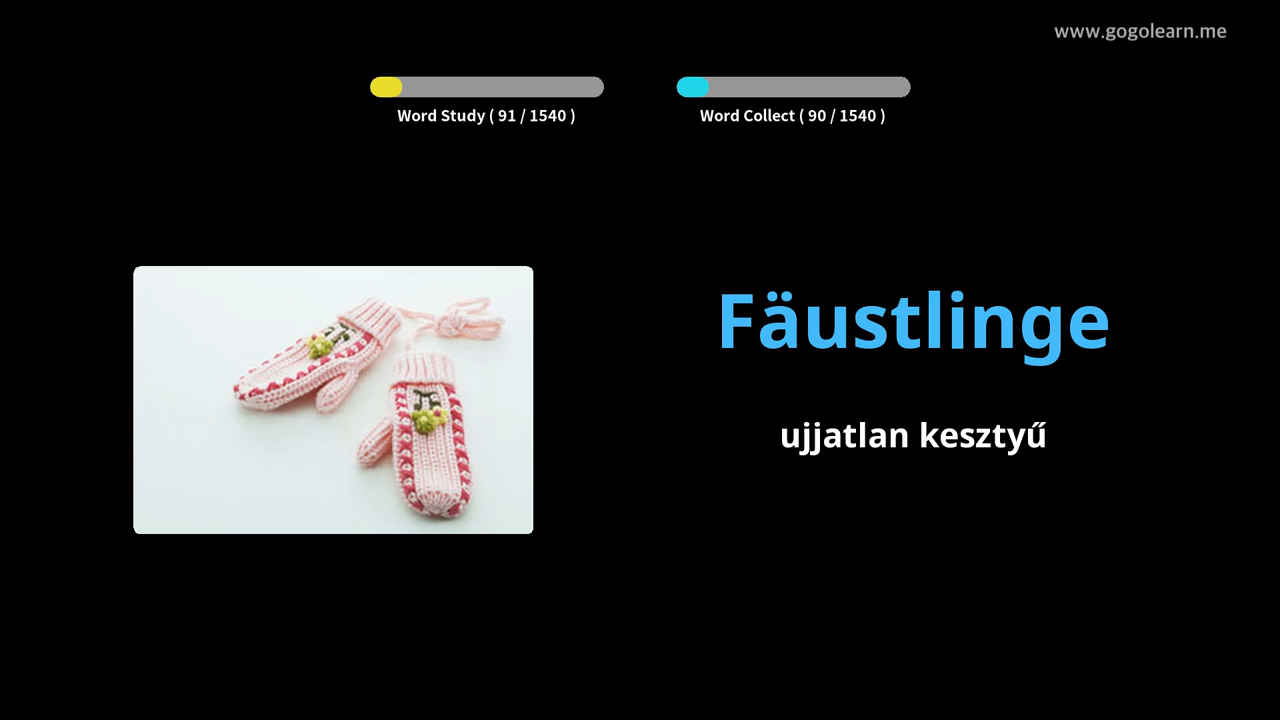 www.gogolearn.me
Word Study ( 91 / 1540 )
Word Collect ( 90 / 1540 )
Fäustlinge
ujjatlan kesztyű